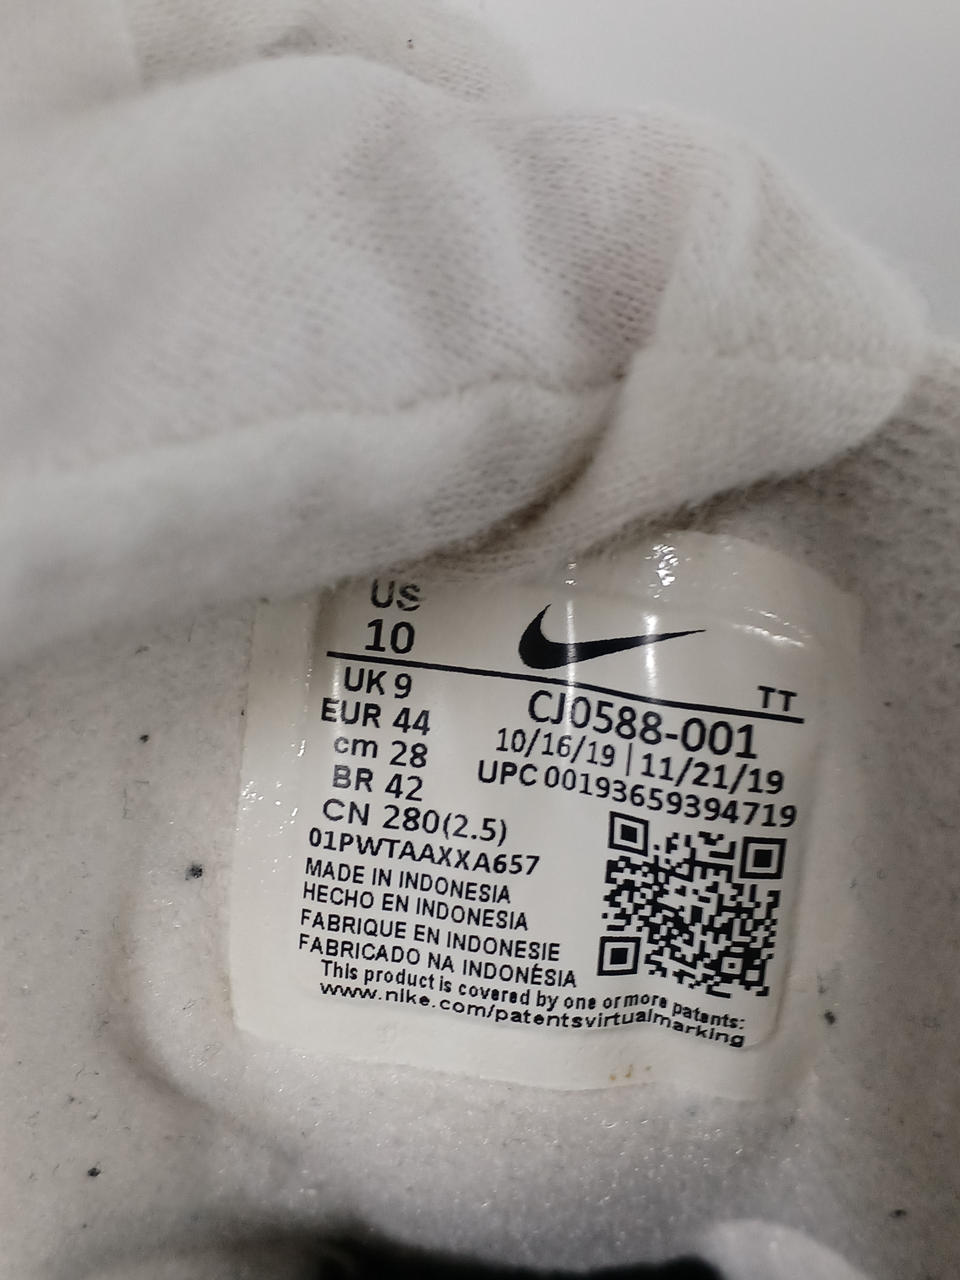 US
10
TT
UK 9
EUR 44
cm 28
BR 42
CN 280(2.5)
CJ0588-001
10/16/19 | 11/21/19
UPC 00193659394719
01PWTAAXXA657
MADE IN INDONESIA
HECHO EN INDONESIA
FABRIQUE EN INDONESIE
FABRICADO NA INDONÉSIA
This product is covered by one or more patents:
www.nike.com/patentsvirtualmarking